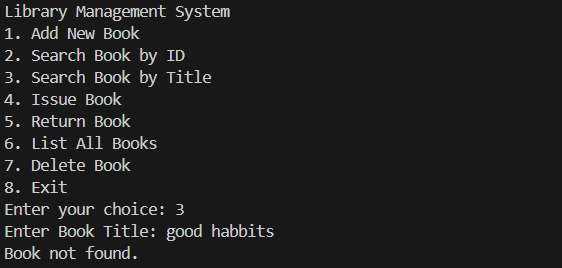 Library Management System
1. Add New Book
2. Search Book by ID
3. Search Book by Title
4. Issue Book
5. Return Book
6. List All Books
7. Delete Book
8. Exit
Enter your choice: 3
Enter Book Title: good habbits
Book not found.